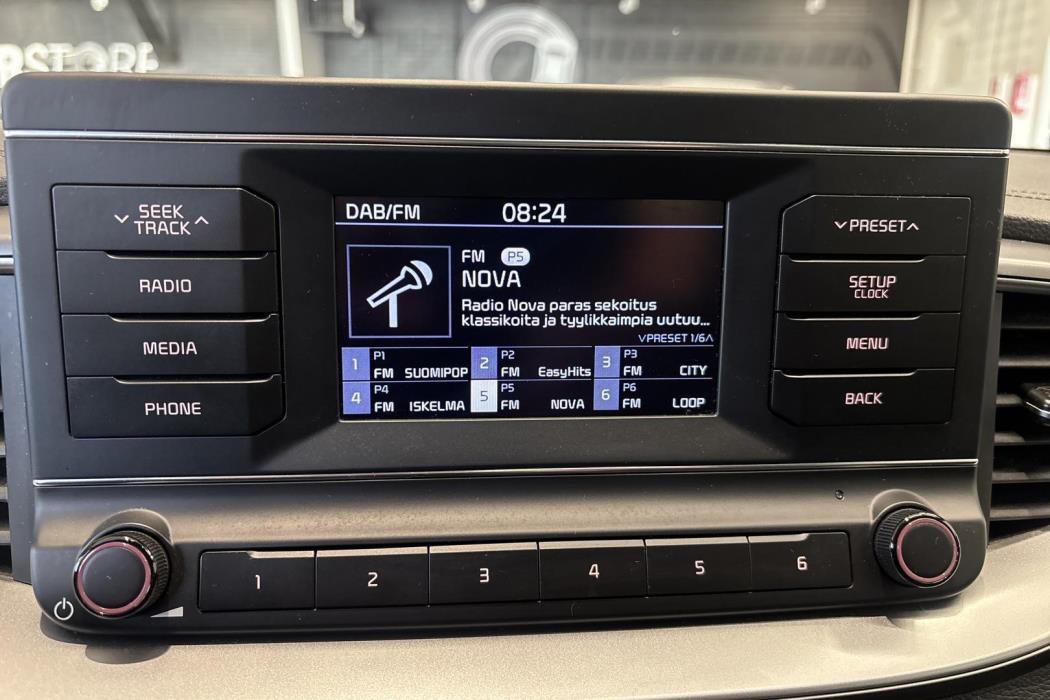 DAB/FM 08:24
FM P5
NOVA
Radio Nova paras sekoitus
klassikoita ja tyylikkaimpia uutuu...
PRESET 1/6
1 P1 FM SUOMIPOP 2 P2 FM EasyHits 3 P3 FM CITY
4 P4 FM ISKELMA 5 P5 FM NOVA 6 P6 FM LOOP
SEEK
TRACK
RADIO
MEDIA
PHONE
PRESET
SETUP
CLOCK
MENU
BACK
1 2 3 4 5 6